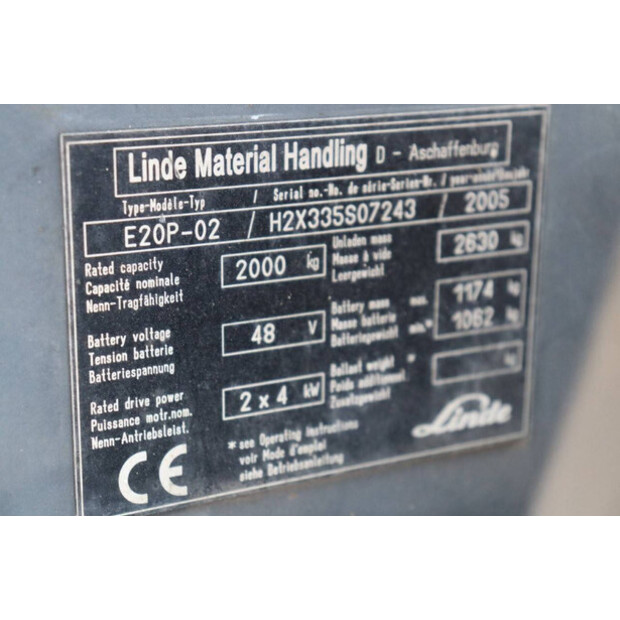 Linde Material Handling D - Aschaffenburg
Type-Modèle-Typ / Serial no.-No. de série-Serien-Nr. / year-année-Baujahr
E20P-02 / H2X335S07243 / 2005
Rated capacity
Capacité nominale
Nenn-Tragfähigkeit
2000 kg
Unladen mass
Masse à vide
Leergewicht
2630 kg
Battery voltage
Tension batterie
Batteriespannung
48 V
Battery mass max.
Masse batterie
Batteriegewicht min.*
1174 kg
1062 kg
Rated drive power
Puissance motr.nom.
Nenn-Antriebsleist.
2 x 4 kW
Ballast weight *
Poids additionnel
Zusatzgewicht
kg
CE
* see Operating instructions
voir Mode d'emploi
siehe Betriebsanleitung
Linde